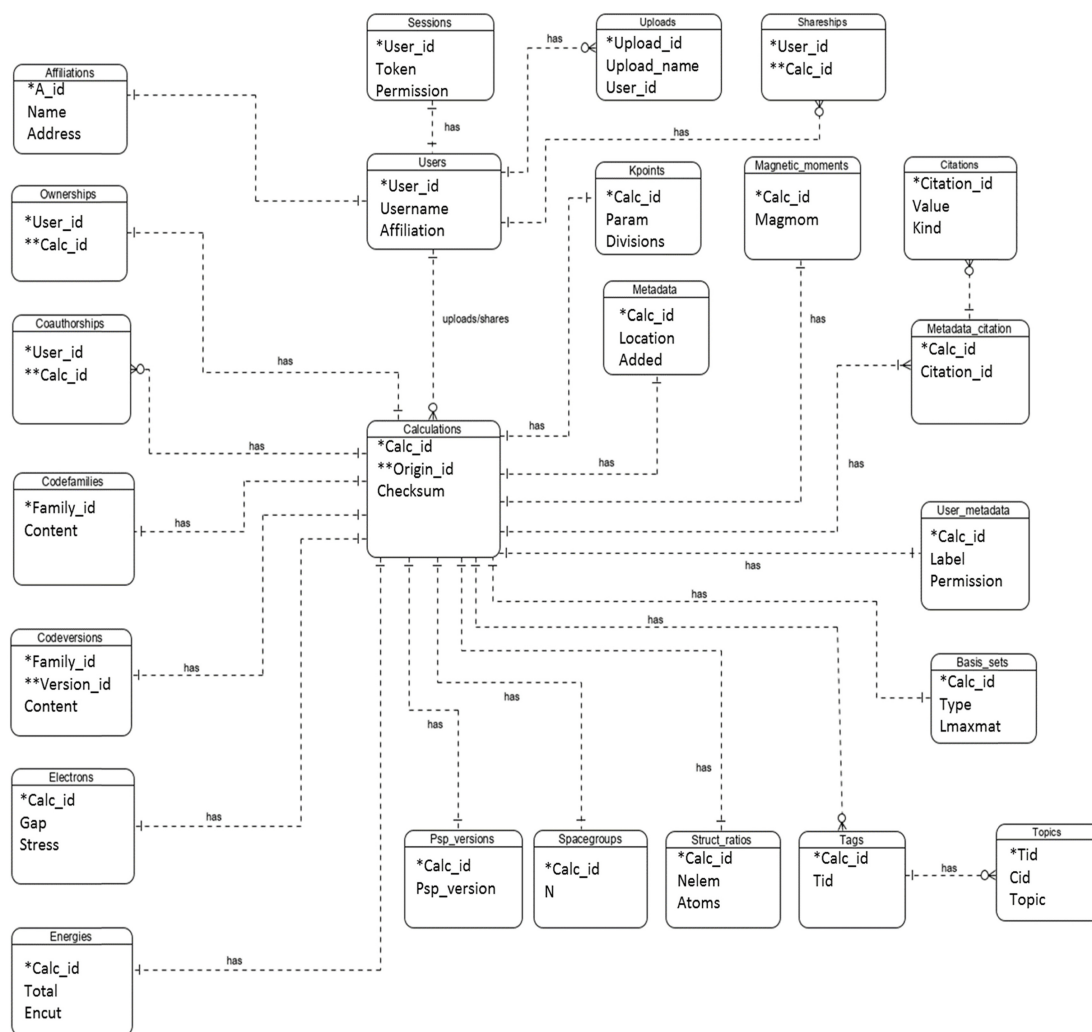 Sessions
*User_id
Token
Permission
has
Uploads
*Upload_id
Upload_name
User_id
Shareships
*User_id
**Calc_id
has
Affiliations
*A_id
Name
Address
has
Users
*User_id
Username
Affiliation
Ownerships
*User_id
**Calc_id
Kpoints
*Calc_id
Param
Divisions
Magnetic_moments
*Calc_id
Magmom
Citations
*Citation_id
Value
Kind
Metadata
*Calc_id
Location
Added
uploads/shares
has
Coauthorships
*User_id
**Calc_id
has
Metadata_citation
*Calc_id
Citation_id
has
has
Calculations
*Calc_id
**Origin_id
Checksum
has
has
has
Codefamilies
*Family_id
Content
has
User_metadata
*Calc_id
Label
Permission
has
has
has
Codeversions
*Family_id
**Version_id
Content
has
Basis_sets
*Calc_id
Type
Lmaxmat
has
has
has
Electrons
*Calc_id
Gap
Stress
has
Psp_versions
*Calc_id
Psp_version
Spacegroups
*Calc_id
N
Struct_ratios
*Calc_id
Nelem
Atoms
Tags
*Calc_id
Tid
has
Topics
*Tid
Cid
Topic
Energies
*Calc_id
Total
Encut
has